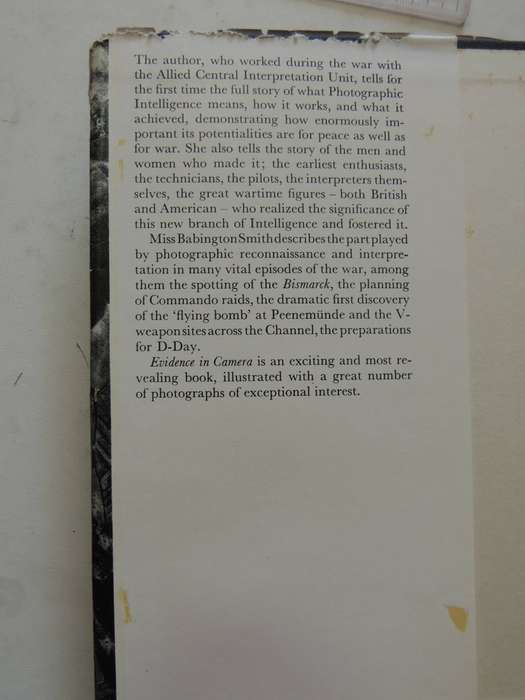 The author, who worked during the war with
the Allied Central Interpretation Unit, tells for
the first time the full story of what Photographic
Intelligence means, how it works, and what it
achieved, demonstrating how enormously im-
portant its potentialities are for peace as well as
for war. She also tells the story of the men and
women who made it; the earliest enthusiasts,
the technicians, the pilots, the interpreters them-
selves, the great wartime figures – both British
and American – who realized the significance of
this new branch of Intelligence and fostered it.
Miss Babington Smith describes the part played
by photographic reconnaissance and interpre-
tation in many vital episodes of the war, among
them the spotting of the Bismarck, the planning
of Commando raids, the dramatic first discovery
of the ‘flying bomb’ at Peenemünde and the V-
weapon sites across the Channel, the preparations
for D-Day.
Evidence in Camera is an exciting and most re-
vealing book, illustrated with a great number
of photographs of exceptional interest.